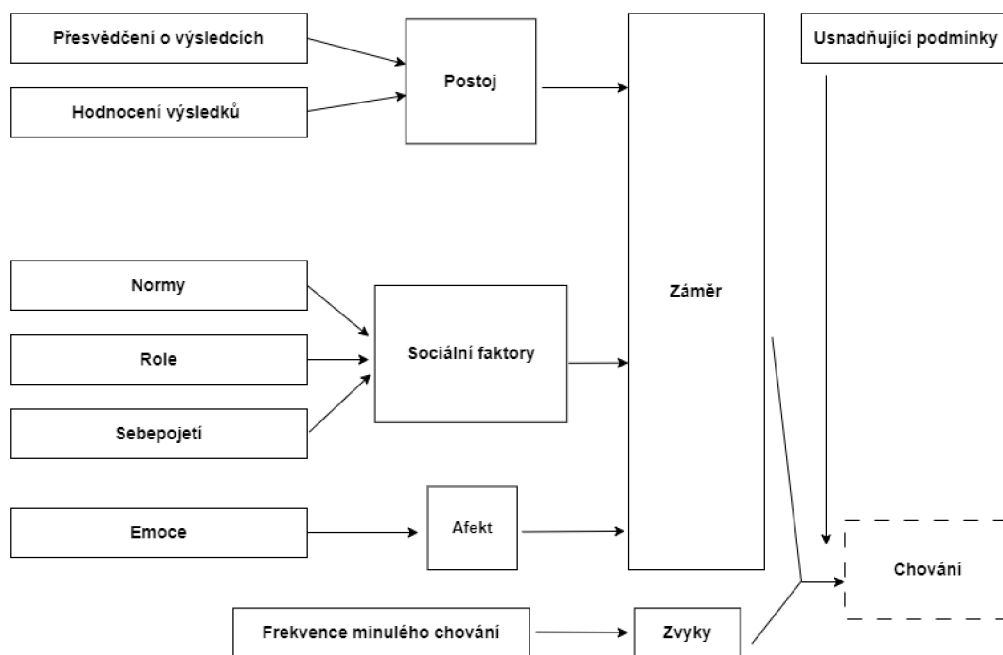 Přesvědčení o výsledcích
Usnadňující podmínky
Postoj
Hodnocení výsledků
Normy
Záměr
Sociální faktory
Role
Sebepojetí
Emoce
Afekt
Chování
Frekvence minulého chování
Zvyky